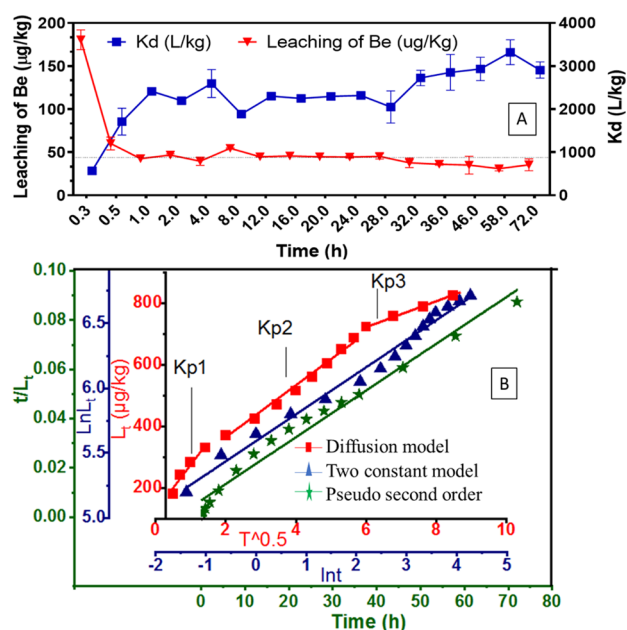 Kd (L/kg) Leaching of Be (ug/Kg)
Leaching of Be (μg/kg)
200
150
100
50
0
4000
3000
2000
1000
0
Kd (L/kg)
A
0.3 0.5 1.0 2.0 4.0 8.0 12.0 16.0 20.0 24.0 28.0 32.0 36.0 46.0 58.0 72.0
Time (h)
t/Lt
0.10
0.08
0.06
0.04
0.02
0.00
LnLt
6.5
6.0
5.5
5.0
Lt (μg/kg)
800
600
400
200
Kp1
Kp2
Kp3
B
Diffusion model
Two constant model
Pseudo second order
0 2 4 6 8 10
T^0.5
-2 -1 0 1 2 3 4 5
lnt
0 10 20 30 40 50 60 70 80
Time (h)